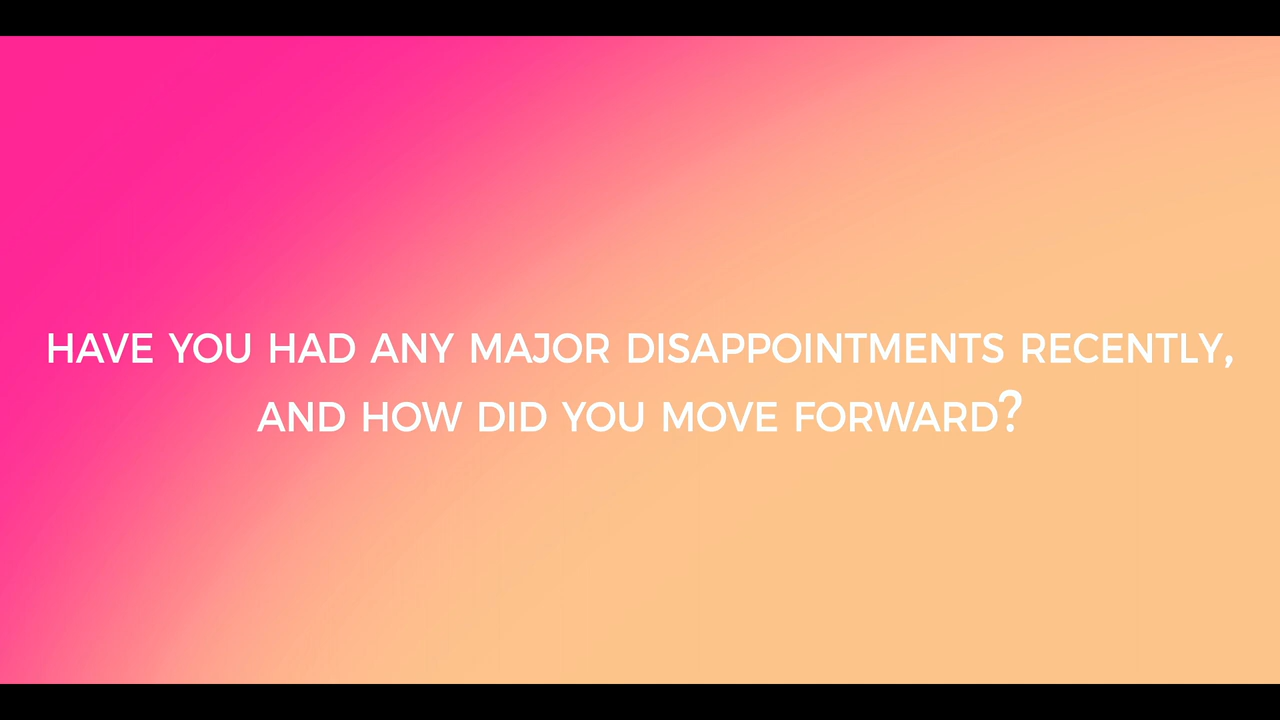 HAVE YOU HAD ANY MAJOR DISAPPOINTMENTS RECENTLY,
AND HOW DID YOU MOVE FORWARD?